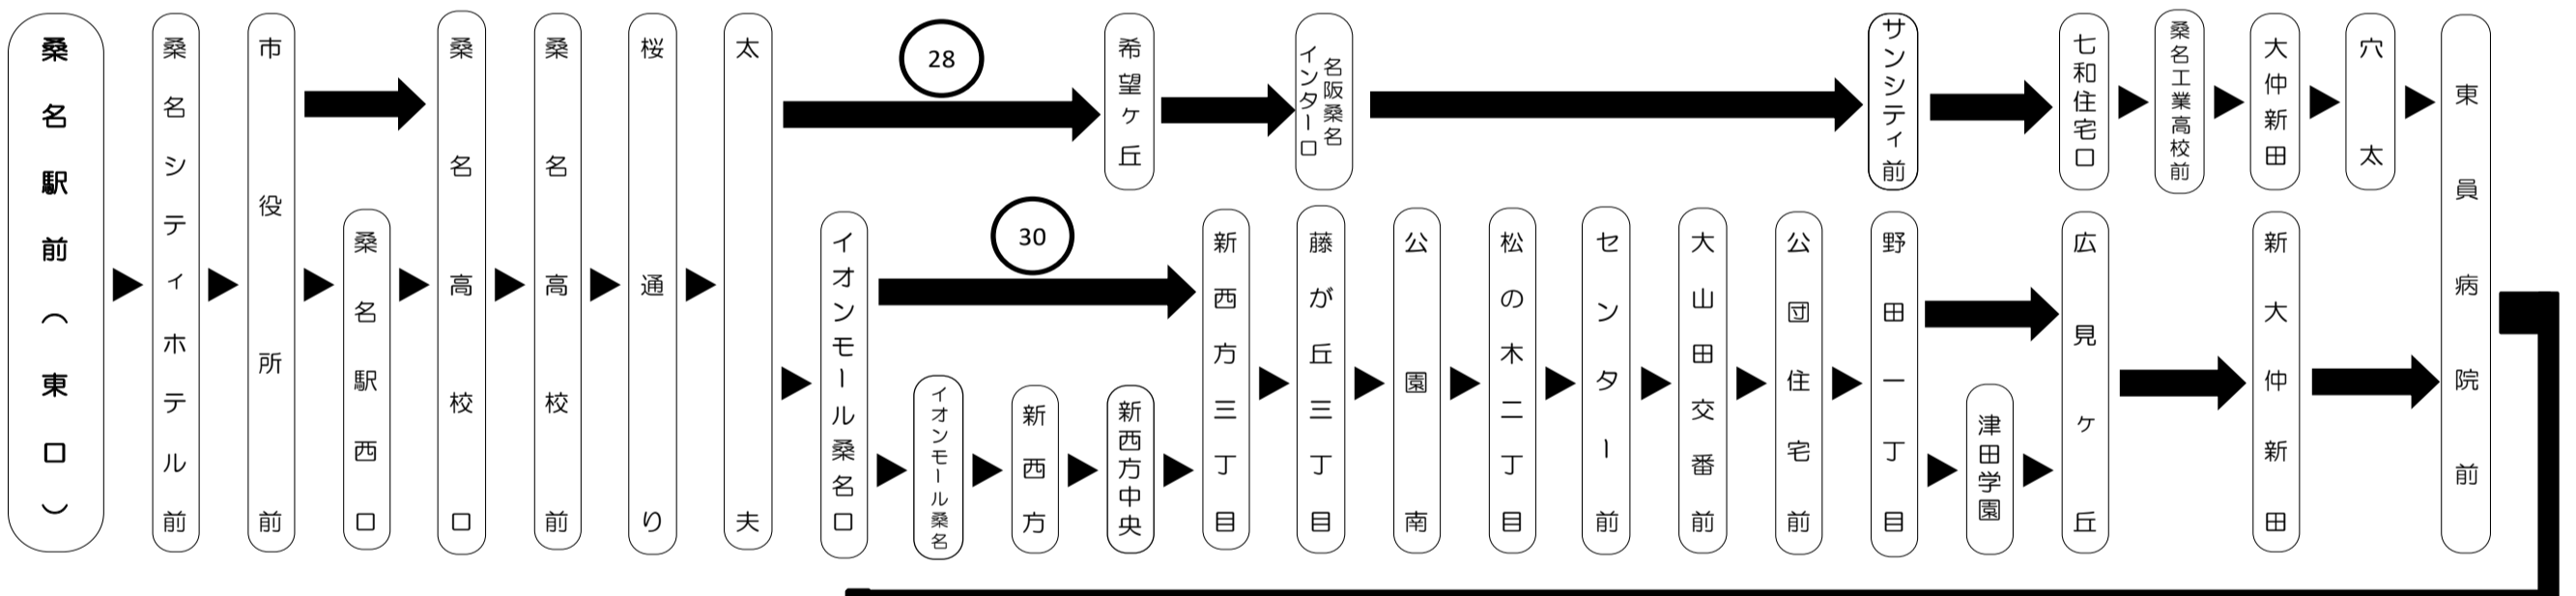 桑名駅前（東口）
桑名シティホテル前
市役所前
桑名駅西口
桑名高校口
桑名高校前
桜通り
太夫
28
希望ヶ丘
名阪桑名
インター口
サンシティ前
七和住宅口
桑名工業高校前
大仲新田
穴太
東員病院前
イオンモール桑名口
30
イオンモール桑名
新西方
新西方中央
新西方三丁目
藤が丘三丁目
公園南
松の木二丁目
センター前
大山田交番前
公団住宅前
野田一丁目
津田学園
広見ヶ丘
新大仲新田